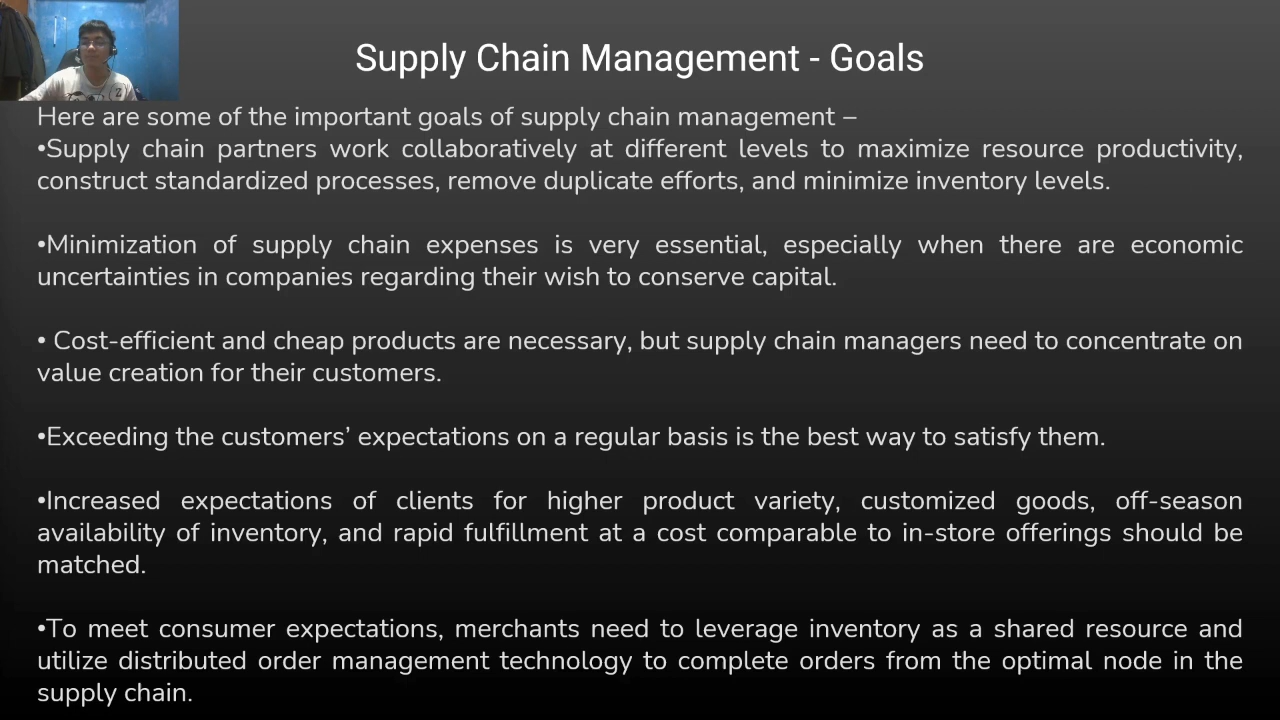 Supply Chain Management - Goals
Here are some of the important goals of supply chain management –
•Supply chain partners work collaboratively at different levels to maximize resource productivity,
construct standardized processes, remove duplicate efforts, and minimize inventory levels.
•Minimization of supply chain expenses is very essential, especially when there are economic
uncertainties in companies regarding their wish to conserve capital.
• Cost-efficient and cheap products are necessary, but supply chain managers need to concentrate on
value creation for their customers.
•Exceeding the customers’ expectations on a regular basis is the best way to satisfy them.
•Increased expectations of clients for higher product variety, customized goods, off-season
availability of inventory, and rapid fulfillment at a cost comparable to in-store offerings should be
matched.
•To meet consumer expectations, merchants need to leverage inventory as a shared resource and
utilize distributed order management technology to complete orders from the optimal node in the
supply chain.